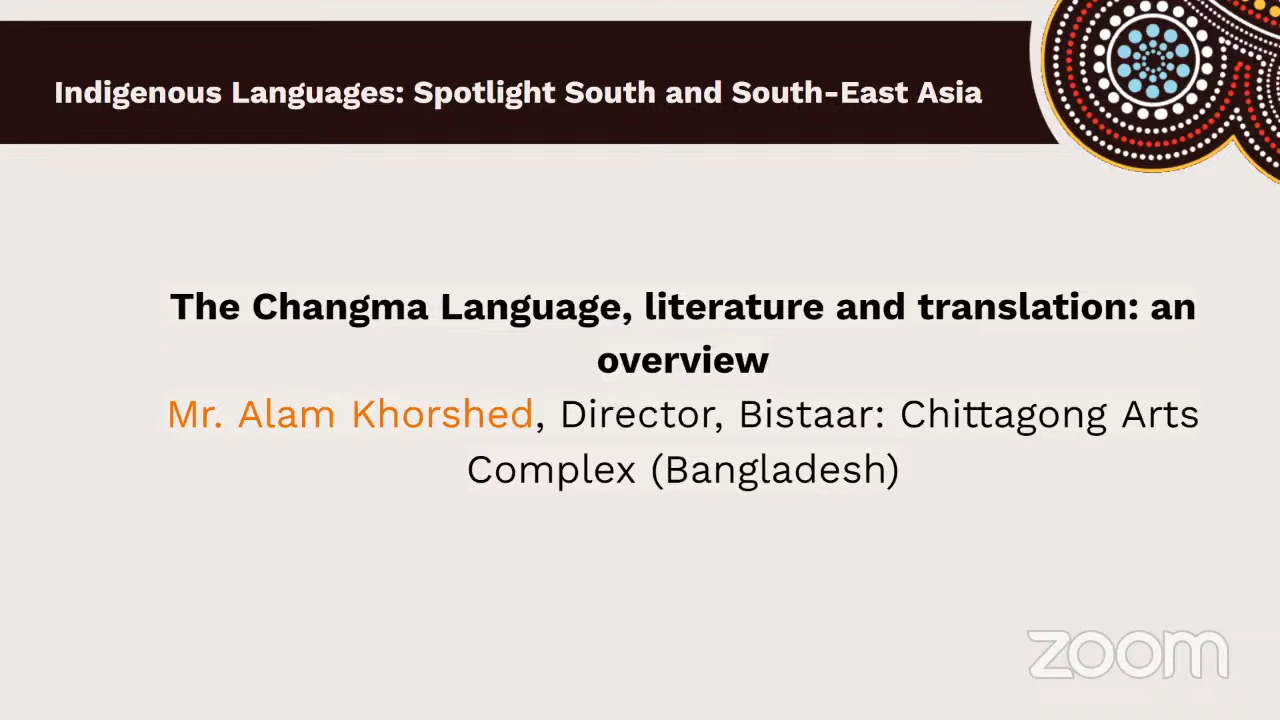 Indigenous Languages: Spotlight South and South-East Asia
The Changma Language, literature and translation: an
overview
Mr. Alam Khorshed, Director, Bistaar: Chittagong Arts
Complex (Bangladesh)
zoom